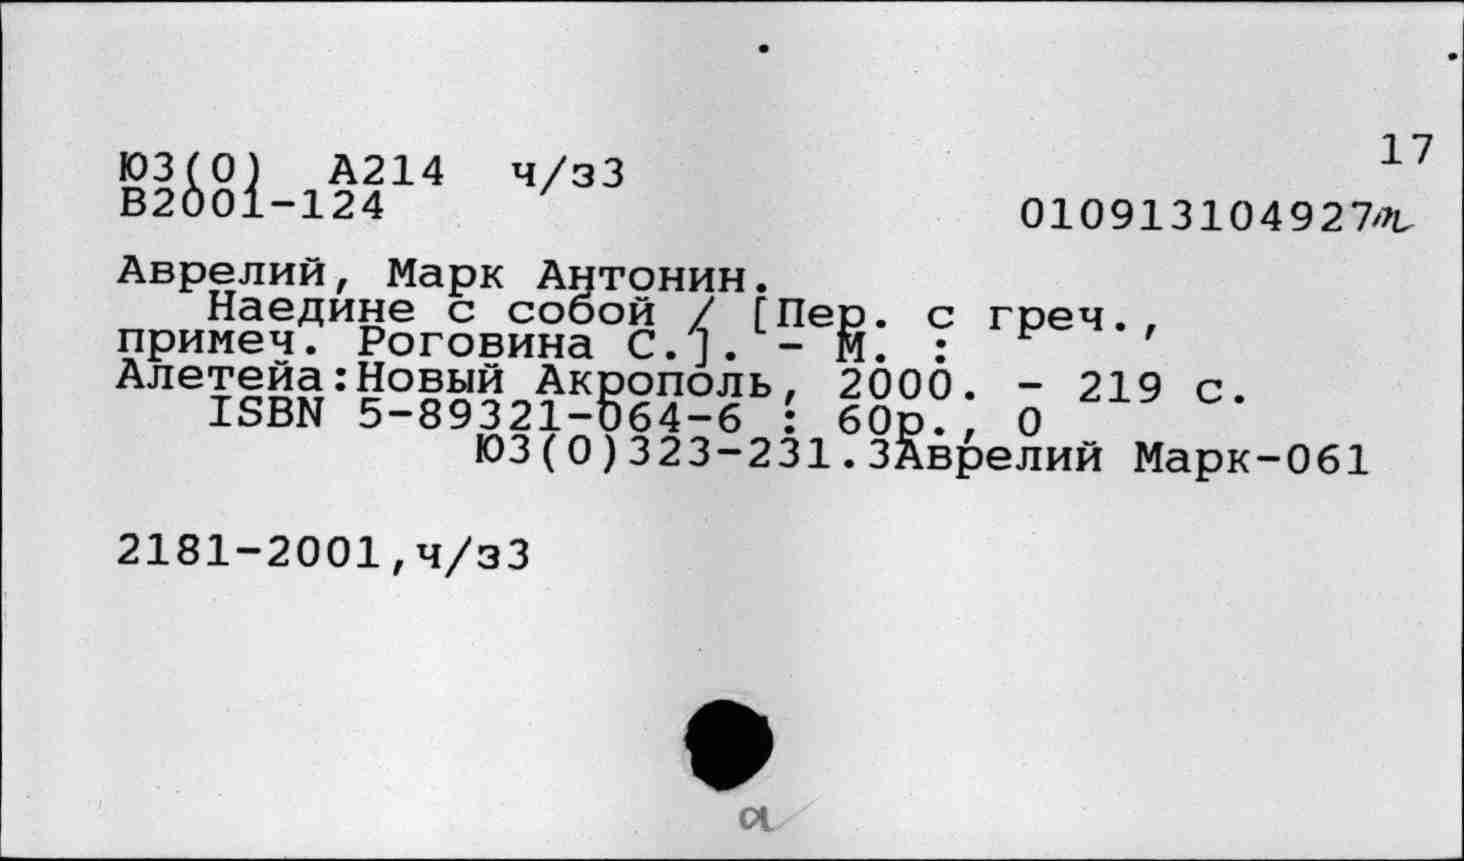 17
Ю3(0) А214 ч/з3
В2001-124
010913104927
Аврелий, Марк Антонин.
Наедине с собой / [Пер. с греч.,
примеч. Роговина С.]. - М. :
Алетейа:Новый Акрополь, 2000. - 219 с.
ISBN 5-89321-064-6 : 60р., 0
Ю3(0)323-231.3Аврелий Марк-061
2181-2001,ч/з3